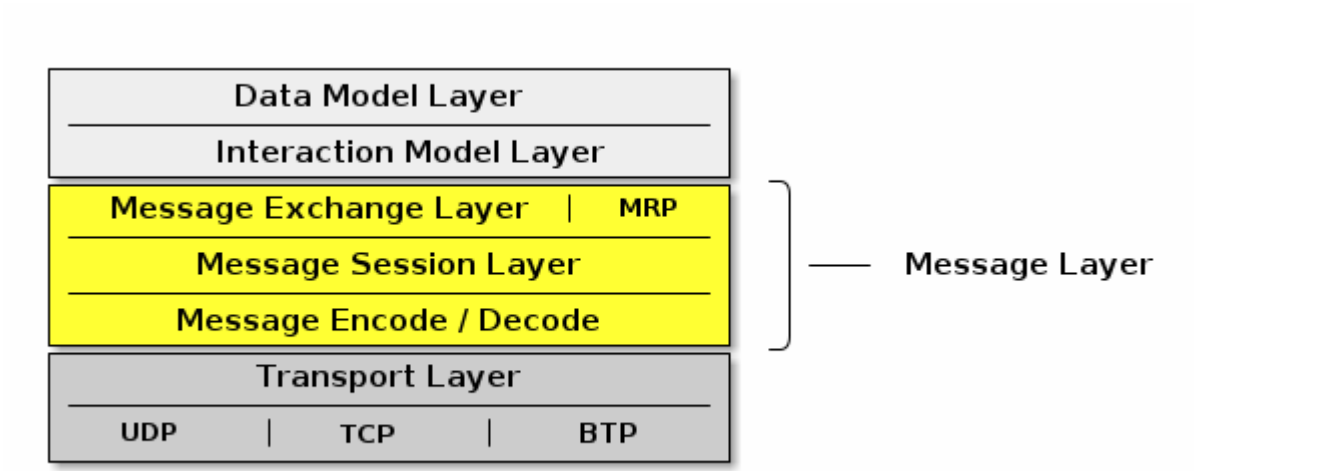 Data Model Layer
Interaction Model Layer
Message Exchange Layer | MRP
Message Session Layer
Message Layer
Message Encode / Decode
Transport Layer
UDP | TCP | BTP